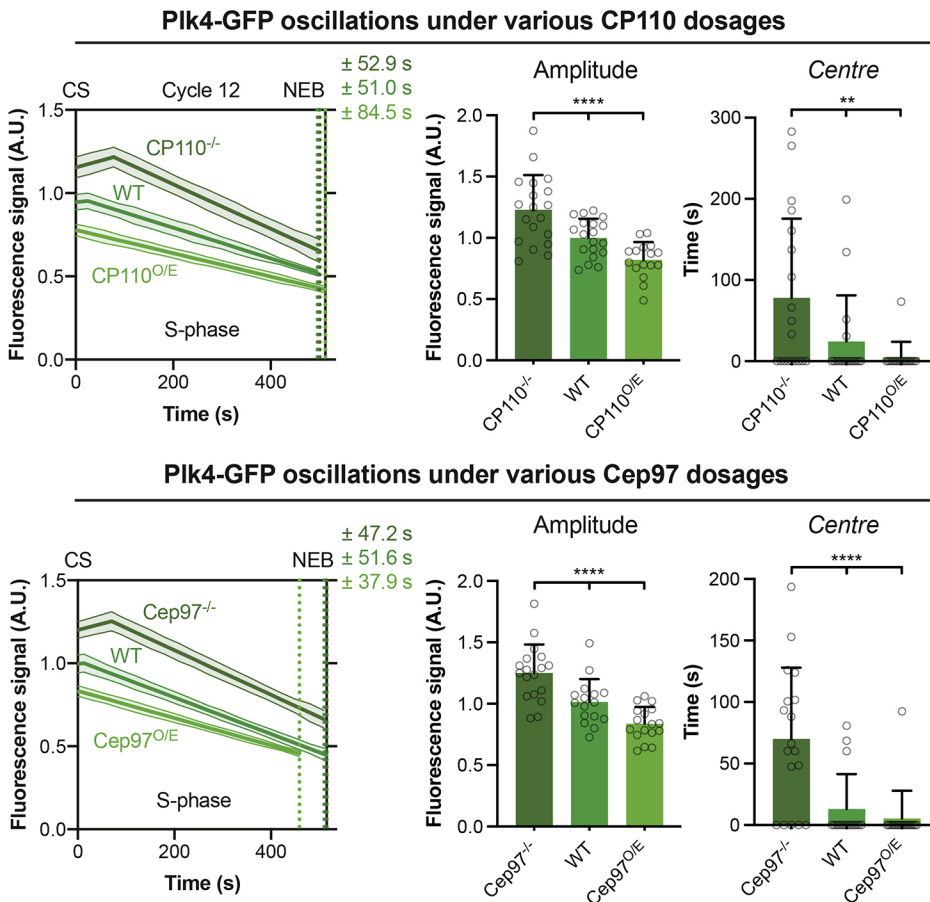 Plk4-GFP oscillations under various CP110 dosages
CS Cycle 12 NEB
± 52.9 s
± 51.0 s
± 84.5 s
Fluorescence signal (A.U.)
1.5
1.0
0.5
0.0
CP110-/-
WT
CP110O/E
S-phase
0 200 400
Time (s)
Amplitude
****
Fluorescence signal (A.U.)
2.0
1.5
1.0
0.5
0.0
CP110-/- WT CP110O/E
Centre
**
Time (s)
300
200
100
0
CP110-/- WT CP110O/E
Plk4-GFP oscillations under various Cep97 dosages
CS NEB
± 47.2 s
± 51.6 s
± 37.9 s
Fluorescence signal (A.U.)
1.5
1.0
0.5
0.0
Cep97-/-
WT
Cep97O/E
S-phase
0 200 400
Time (s)
Amplitude
****
Fluorescence signal (A.U.)
2.0
1.5
1.0
0.5
0.0
Cep97-/- WT Cep97O/E
Centre
****
Time (s)
200
150
100
50
0
Cep97-/- WT Cep97O/E